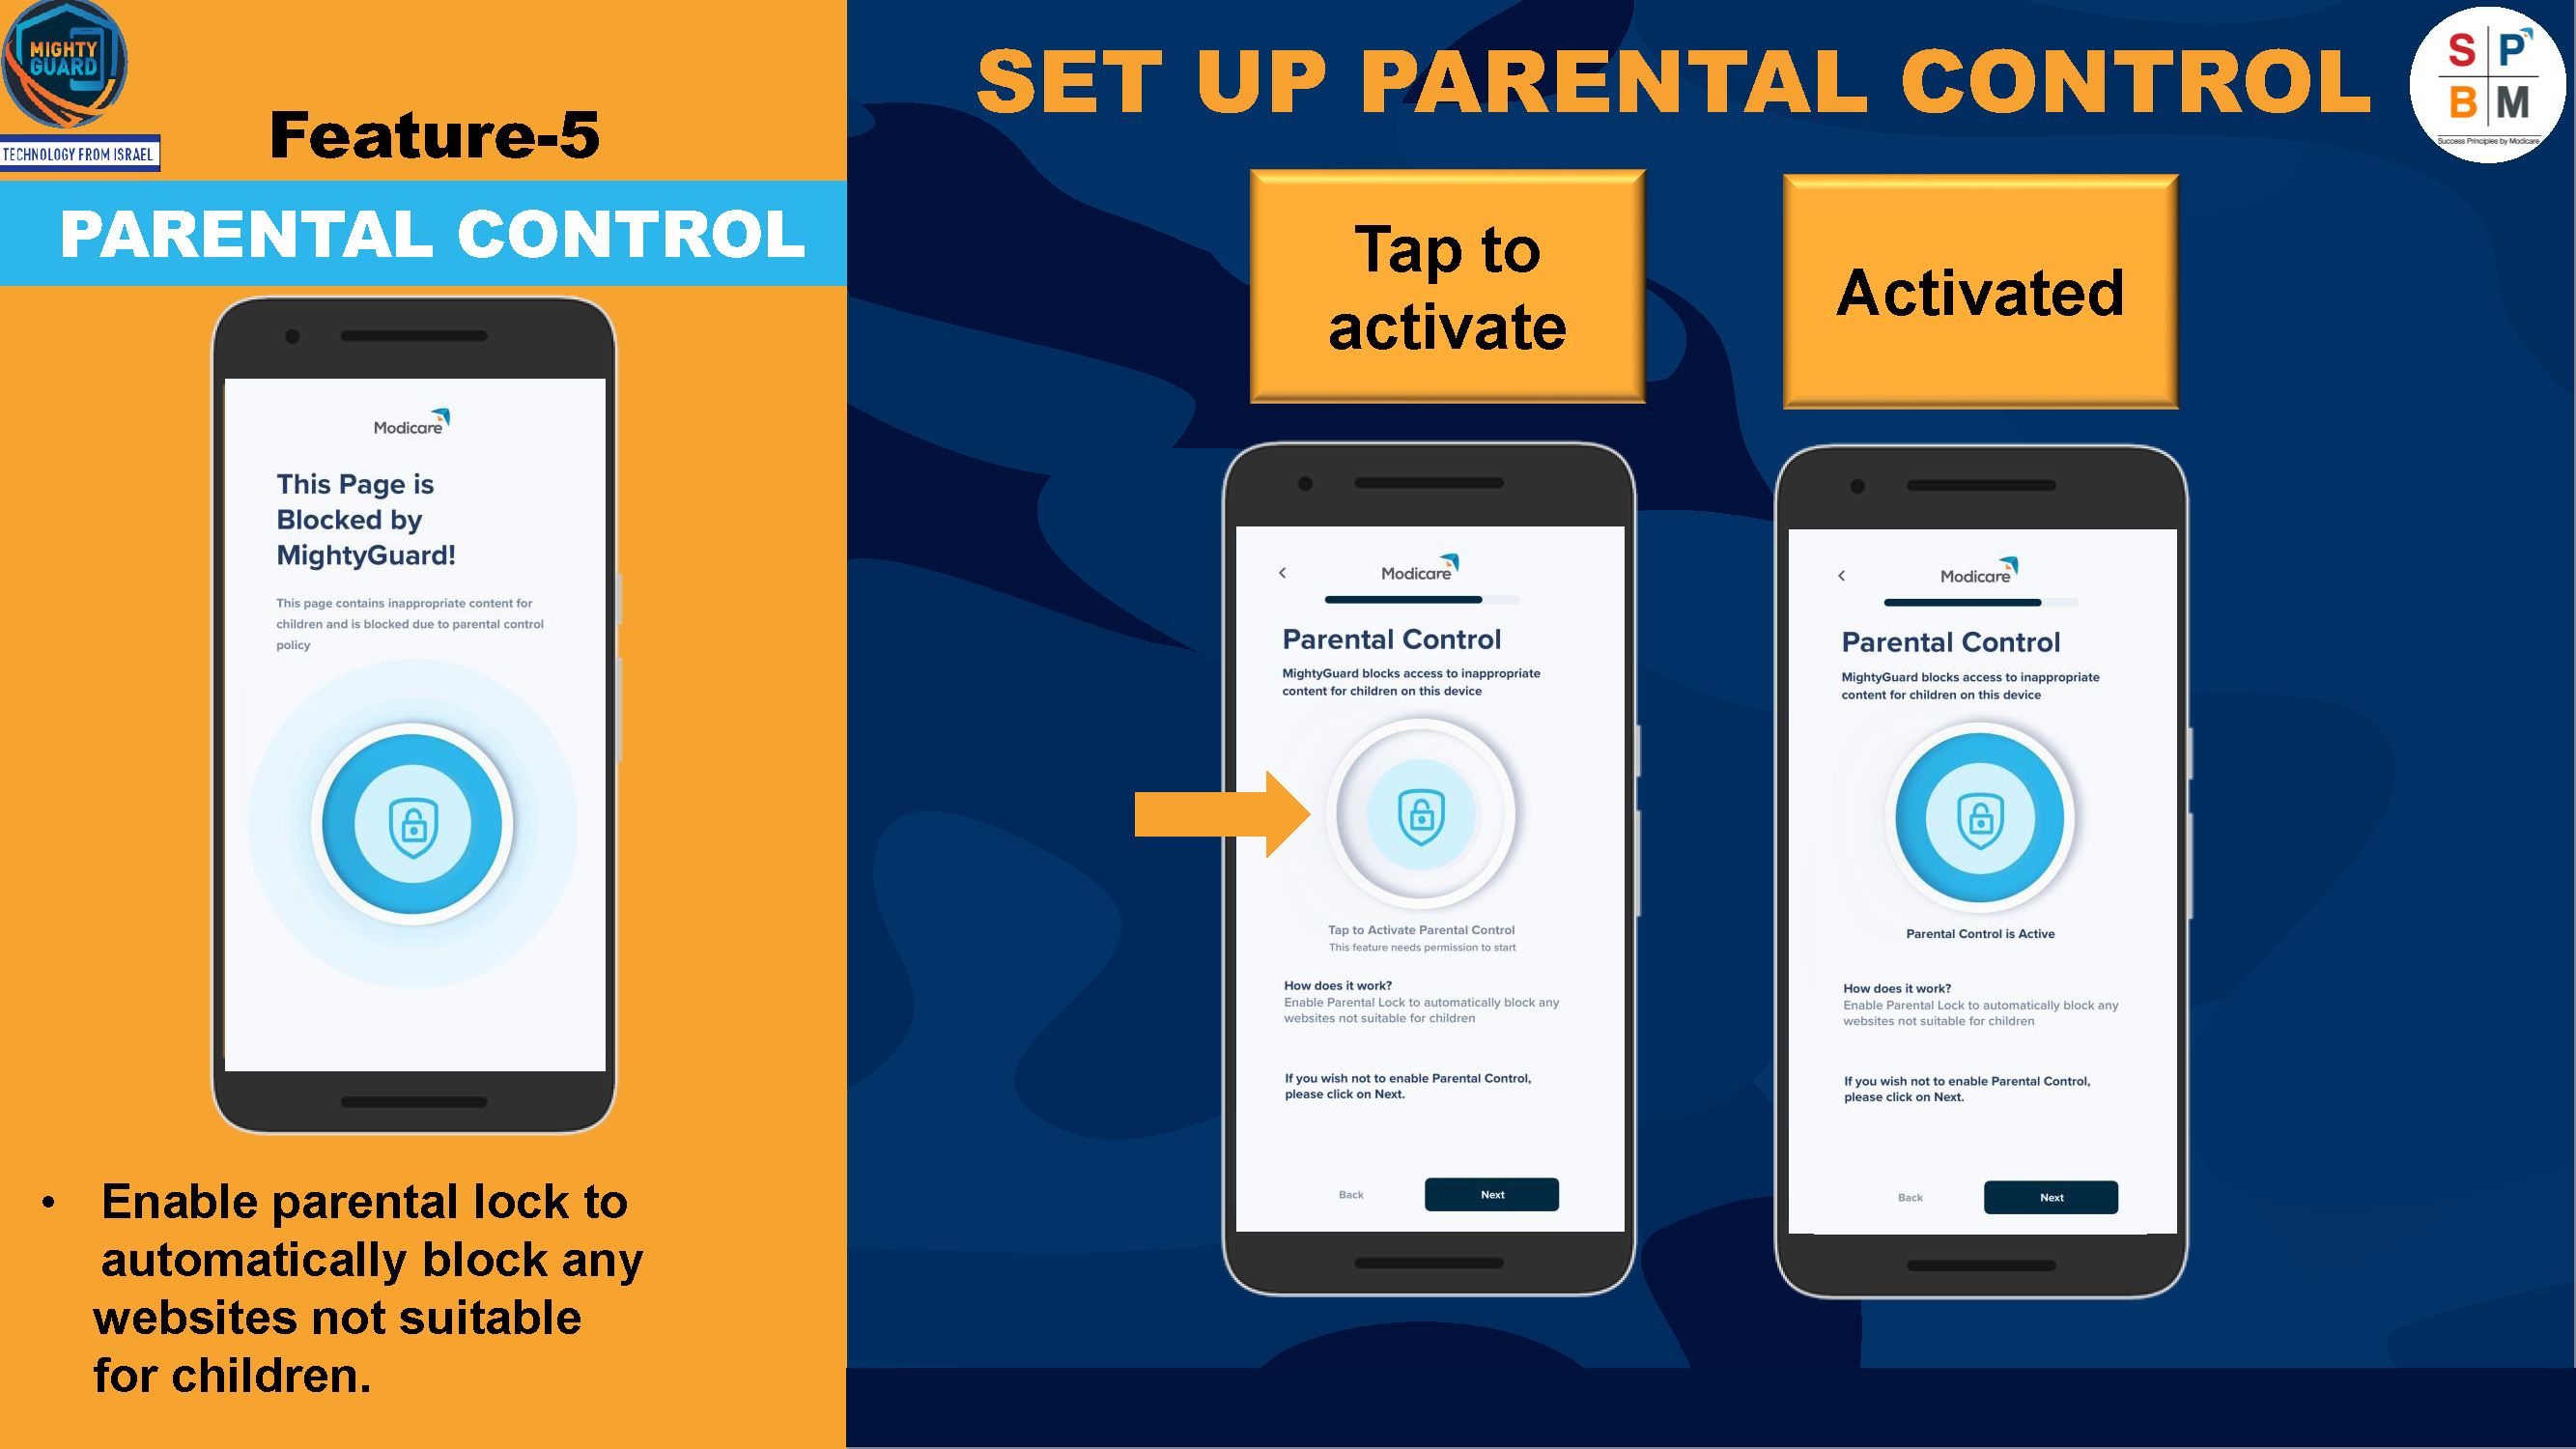 MIGHTY
GUARD
TECHNOLOGY FROM ISRAEL
Feature-5
PARENTAL CONTROL
Modicare
This Page is
Blocked by
MightyGuard!
This page contains inappropriate content for
children and is blocked due to parental control
policy
• Enable parental lock to
automatically block any
websites not suitable
for children.
SET UP PARENTAL CONTROL
S P
B M
Success Principles by Modicare
Tap to
activate
Modicare
Parental Control
MightyGuard blocks access to inappropriate
content for children on this device
Tap to Activate Parental Control
This feature needs permission to start
How does it work?
Enable Parental Lock to automatically block any
websites not suitable for children
If you wish not to enable Parental Control,
please click on Next.
Back Next
Activated
Modicare
Parental Control
MightyGuard blocks access to inappropriate
content for children on this device
Parental Control is Active
How does it work?
Enable Parental Lock to automatically block any
websites not suitable for children
If you wish not to enable Parental Control,
please click on Next.
Back Next